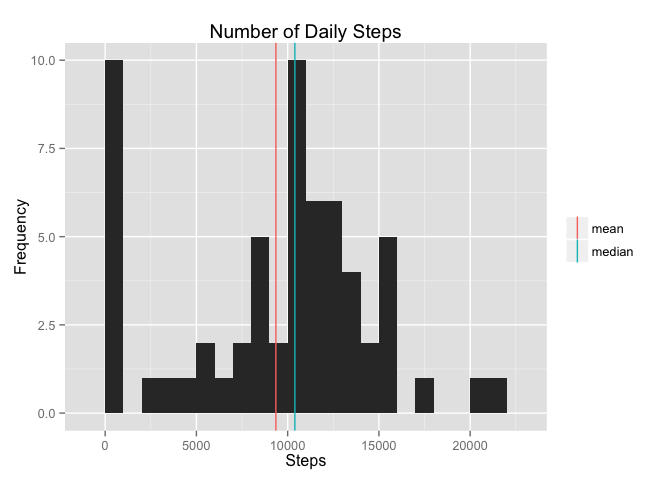 Number of Daily Steps
Frequency
10.0
7.5
5.0
2.5
0.0
0 5000 10000 15000 20000
Steps
mean
median